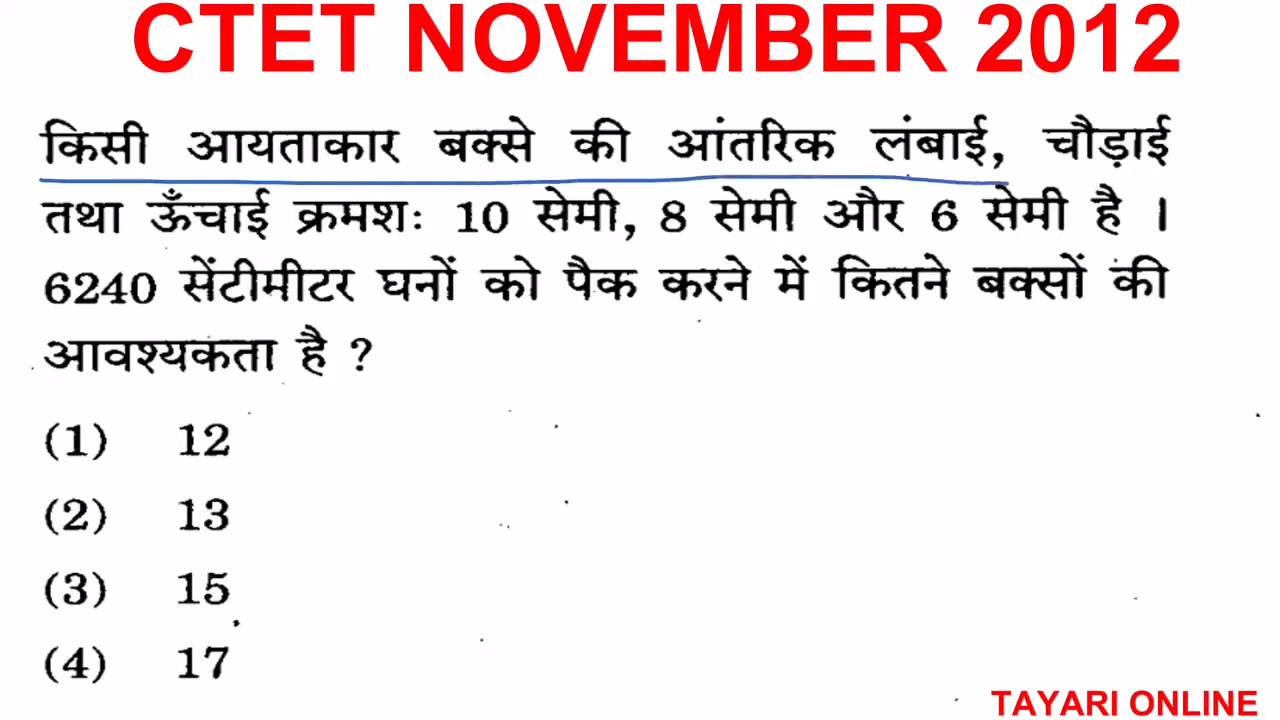 CTET NOVEMBER 2012
किसी आयताकार बक्से की आंतरिक लंबाई, चौड़ाई
तथा ऊँचाई क्रमशः 10 सेमी, 8 सेमी और 6 सेमी है ।
6240 सेंटीमीटर घनों को पैक करने में कितने बक्सों की
आवश्यकता है ?
(1) 12
(2) 13
(3) 15
(4) 17
TAYARI ONLINE